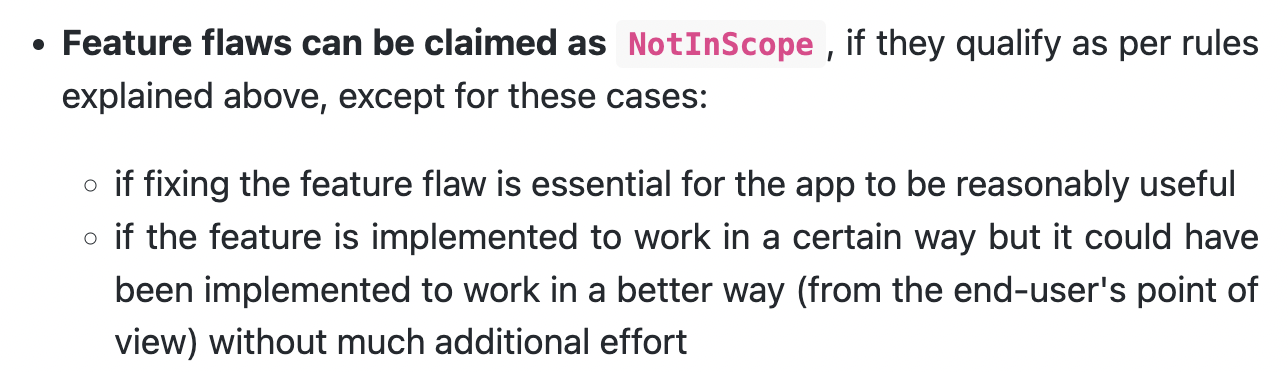 • Feature flaws can be claimed as NotInScope , if they qualify as per rules
explained above, except for these cases:
◦ if fixing the feature flaw is essential for the app to be reasonably useful
◦ if the feature is implemented to work in a certain way but it could have
been implemented to work in a better way (from the end-user's point of
view) without much additional effort